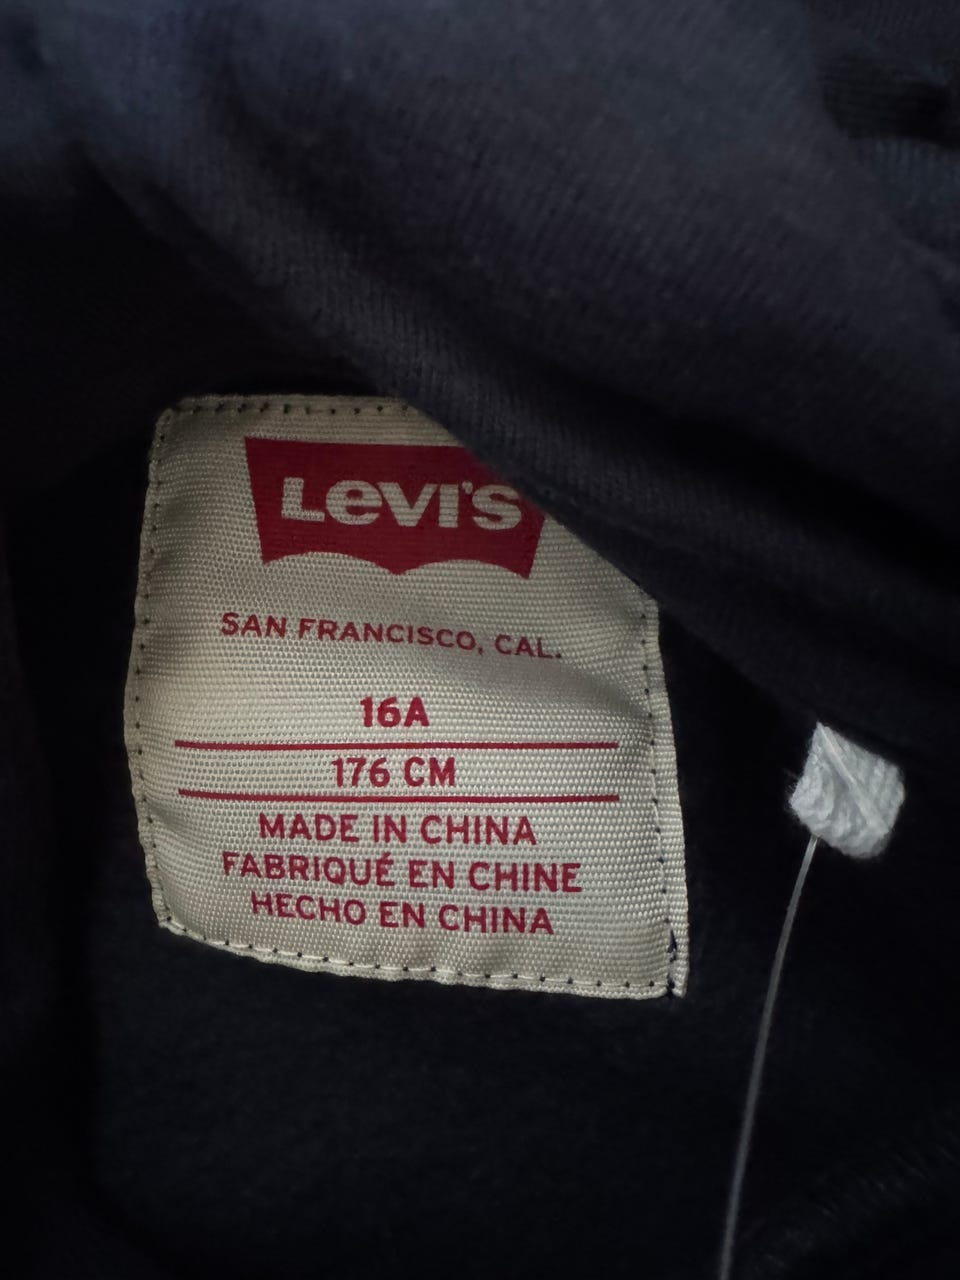 Levi's
SAN FRANCISCO, CAL.
16A
176 CM
MADE IN CHINA
FABRIQUÉ EN CHINE
HECHO EN CHINA